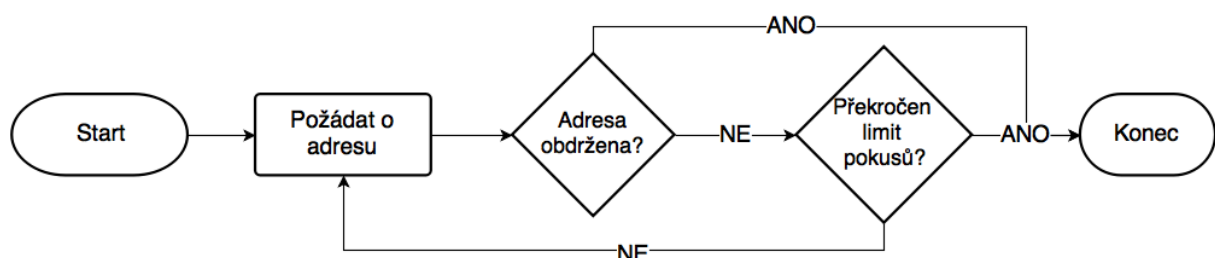 ANO
Start
Požádat o
adresu
Adresa
obdržena?
NE
Překročen
limit
pokusů?
ANO
Konec
NE